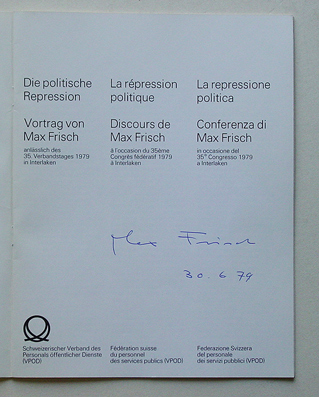 Die politische
Repression
Vortrag von
Max Frisch
anlässlich des
35. Verbandstages 1979
in Interlaken
La répression
politique
Discours de
Max Frisch
à l'occasion du 35ème
Congrès fédératif 1979
à Interlaken
La repressione
politica
Conferenza di
Max Frisch
in occasione del
35° Congresso 1979
a Interlaken
Max Frisch
30. 6 79
Schweizerischer Verband des
Personals öffentlicher Dienste
(VPOD)
Fédération suisse
du personnel
des services publics (VPOD)
Federazione Svizzera
del personale
dei servizi pubblici (VPOD)